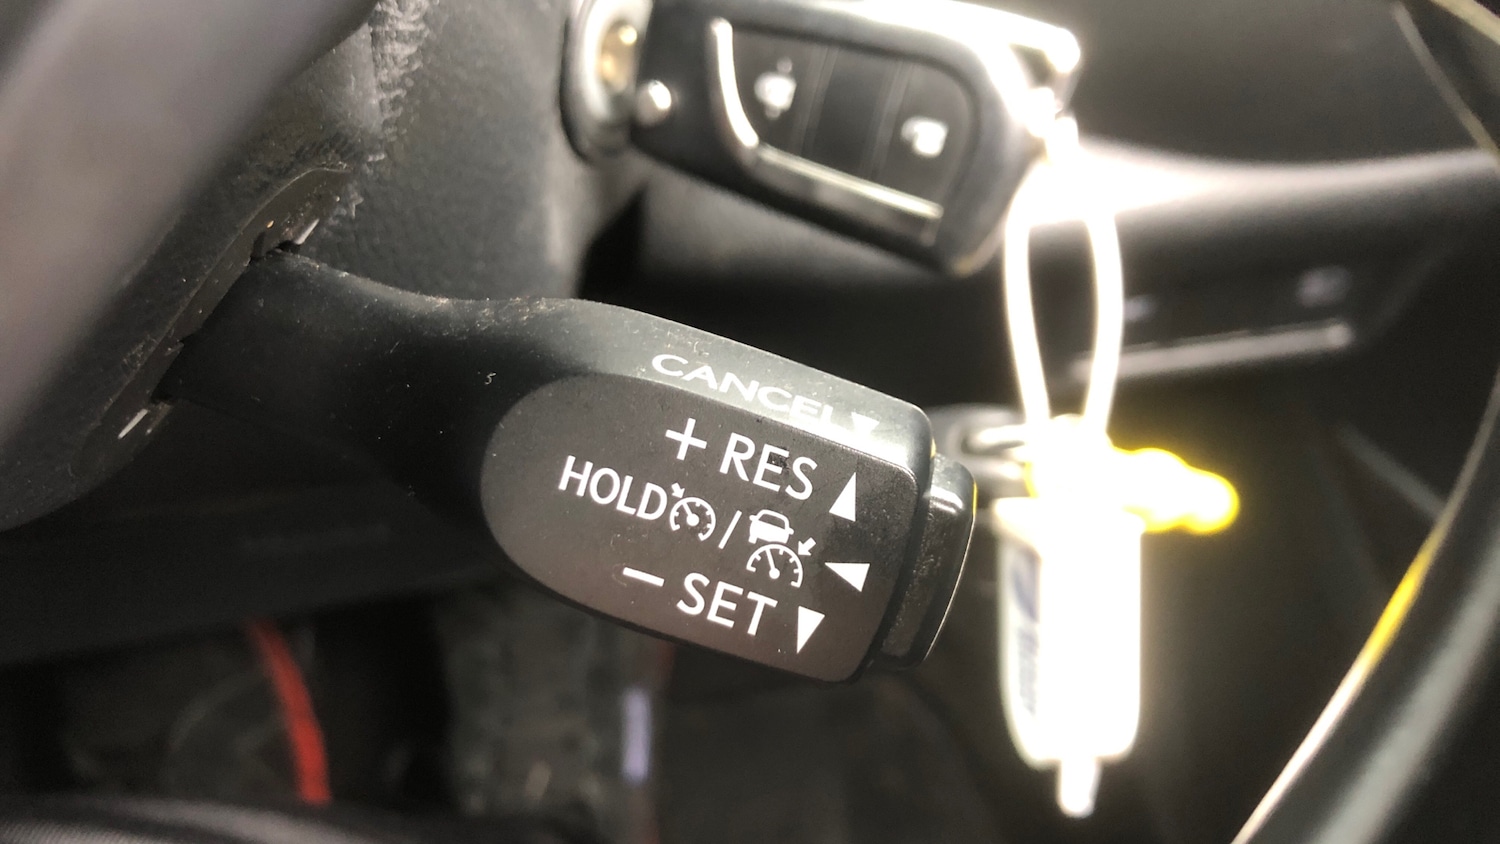 CANCEL
+ RES
HOLD /
– SET